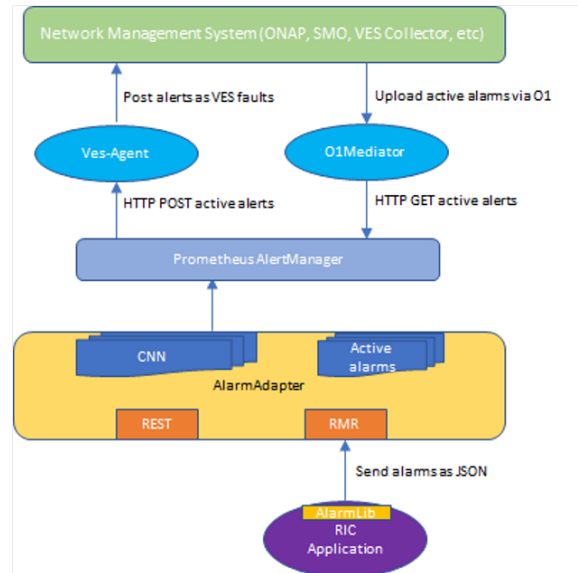 Network Management System (ONAP, SMO, VES Collector, etc)
Post alerts as VES faults
Upload active alarms via O1
Ves-Agent
O1Mediator
HTTP POST active alerts
HTTP GET active alerts
Prometheus AlertManager
CNN
Active
alarms
AlarmAdapter
REST
RMR
Send alarms as JSON
AlarmLib
RIC
Application